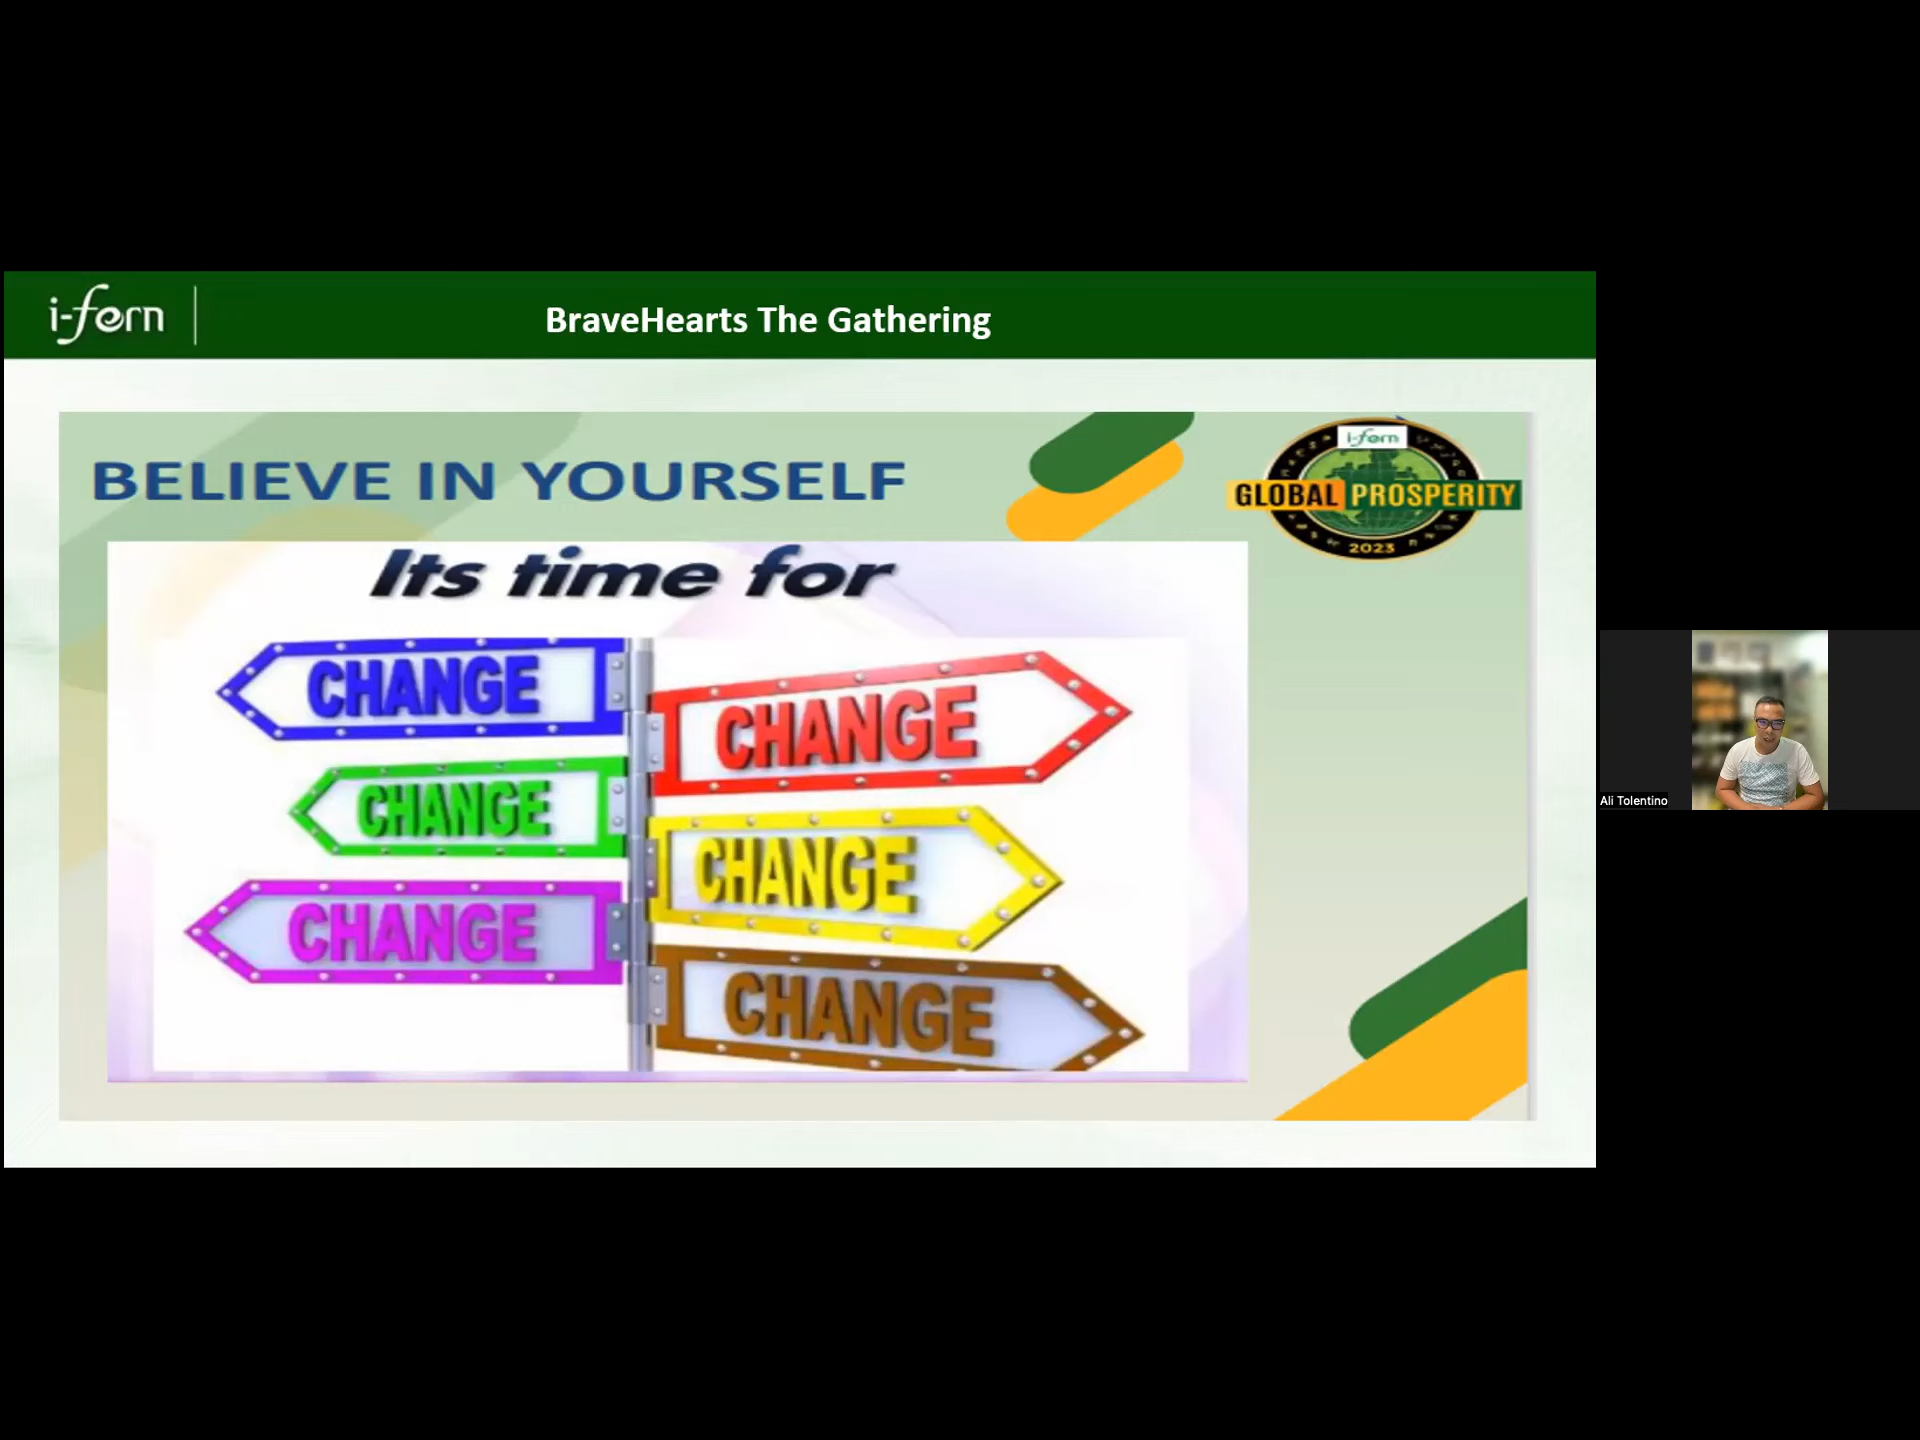 i-fern
BraveHearts The Gathering
BELIEVE IN YOURSELF
i-fern
GLOBAL PROSPERITY
2023
Its time for
CHANGE
CHANGE
CHANGE
CHANGE
CHANGE
CHANGE
Ali Tolentino